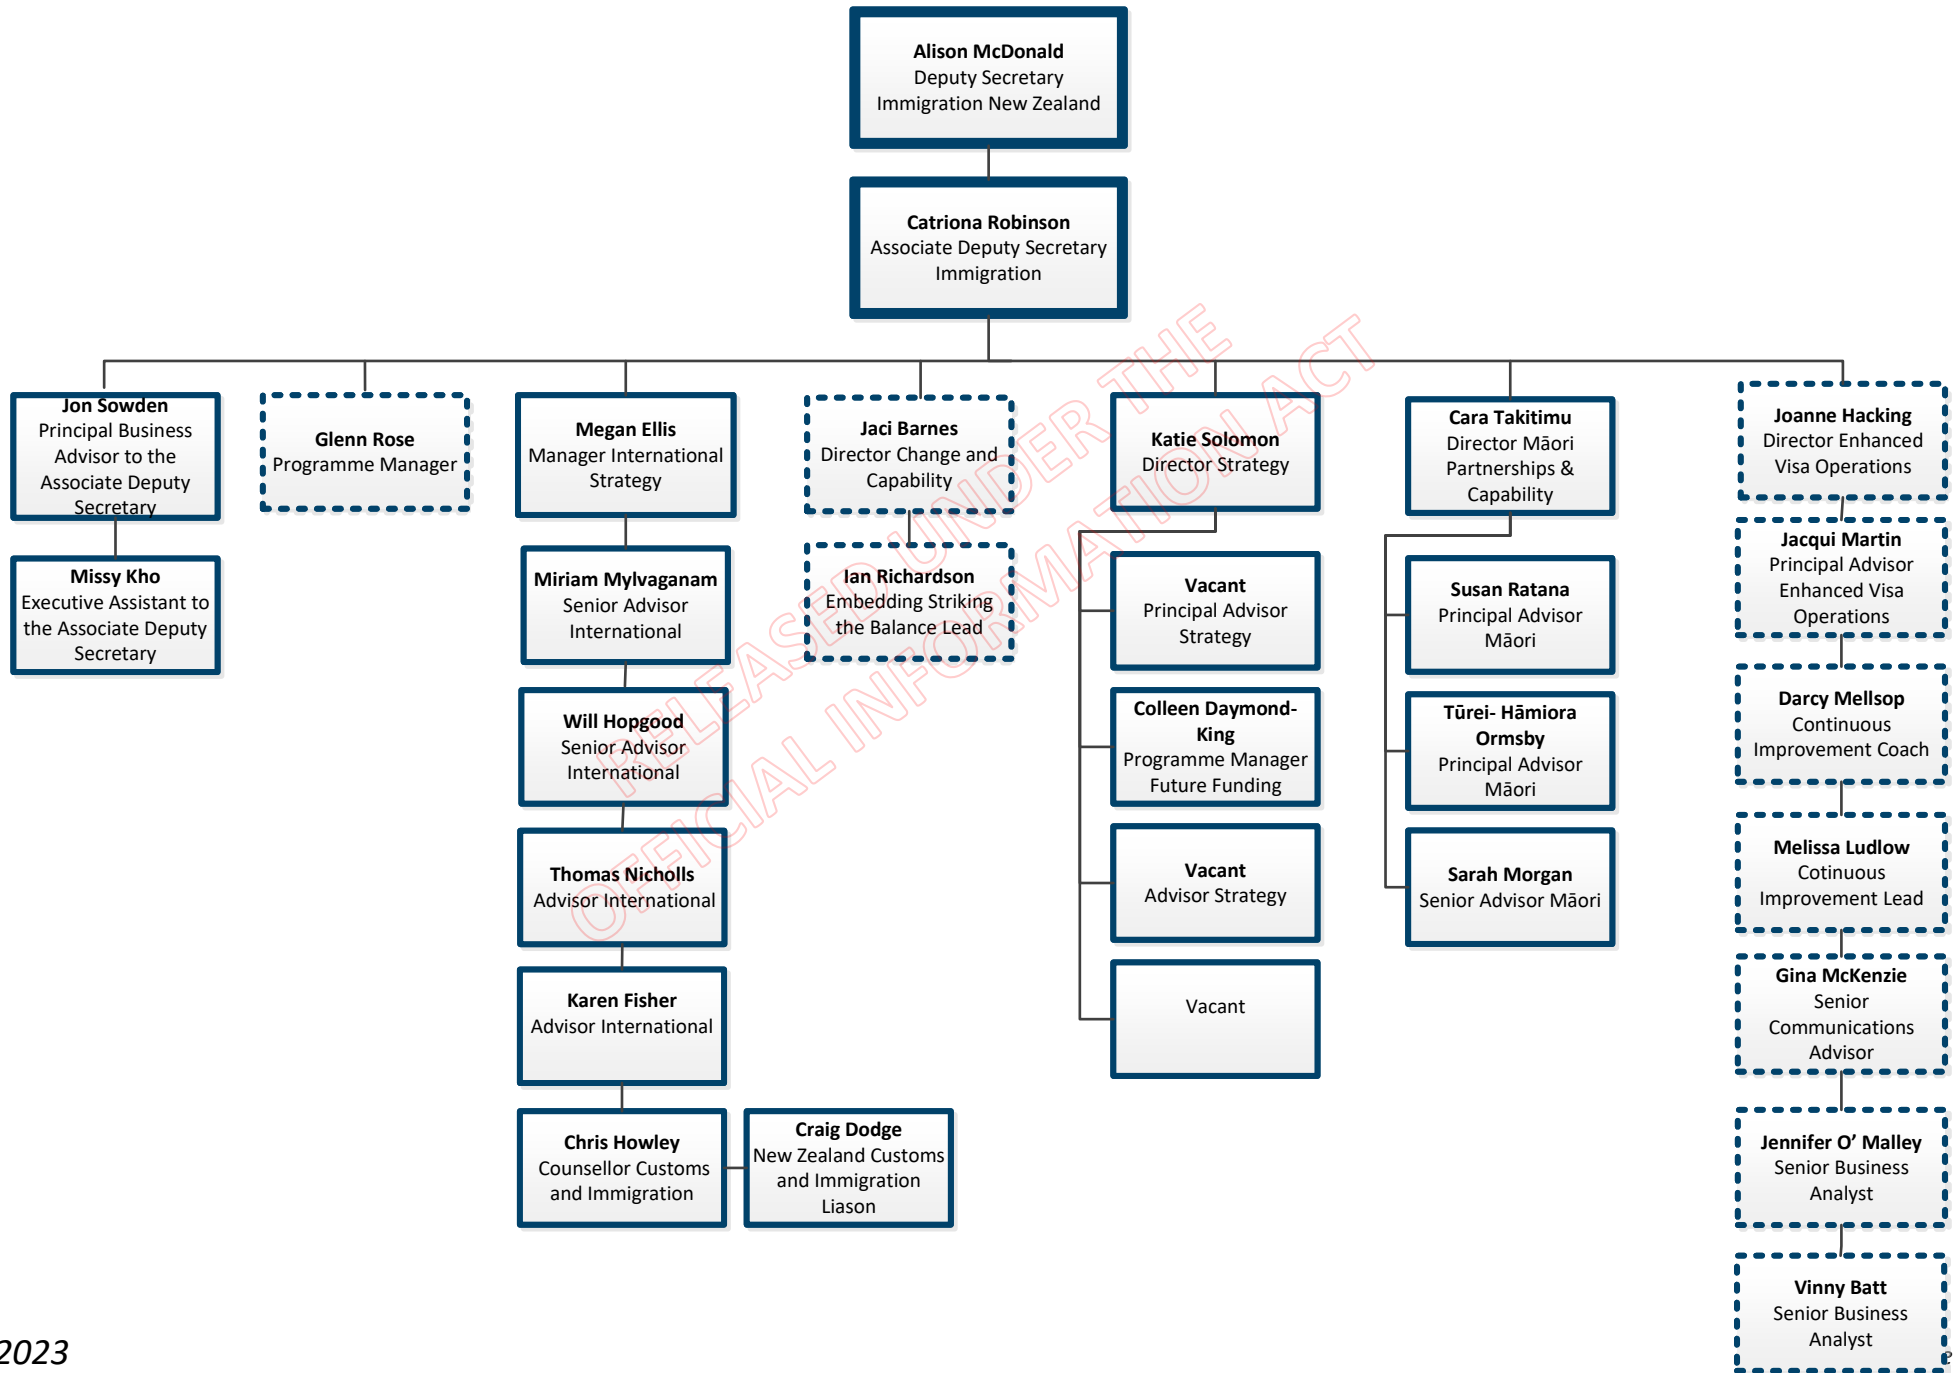 Alison McDonald
Deputy Secretary
Immigration New Zealand
Catriona Robinson
Associate Deputy Secretary
Immigration
Jon Sowden
Principal Business
Advisor to the
Associate Deputy
Secretary
Missy Kho
Executive Assistant to
the Associate Deputy
Secretary
Glenn Rose
Programme Manager
Megan Ellis
Manager International
Strategy
Miriam Mylvaganam
Senior Advisor
International
Will Hopgood
Senior Advisor
International
Thomas Nicholls
Advisor International
Karen Fisher
Advisor International
Chris Howley
Counsellor Customs
and Immigration
Craig Dodge
New Zealand Customs
and Immigration
Liason
Jaci Barnes
Director Change and
Capability
Ian Richardson
Embedding Striking
the Balance Lead
Katie Solomon
Director Strategy
Vacant
Principal Advisor
Strategy
Colleen Daymond-
King
Programme Manager
Future Funding
Vacant
Advisor Strategy
Vacant
Cara Takitimu
Director Māori
Partnerships &
Capability
Susan Ratana
Principal Advisor
Māori
Tūrei- Hāmiora
Ormsby
Principal Advisor
Māori
Sarah Morgan
Senior Advisor Māori
Joanne Hacking
Director Enhanced
Visa Operations
Jacqui Martin
Principal Advisor
Enhanced Visa
Operations
Darcy Mellsop
Continuous
Improvement Coach
Melissa Ludlow
Cotinuous
Improvement Lead
Gina McKenzie
Senior
Communications
Advisor
Jennifer O' Malley
Senior Business
Analyst
Vinny Batt
Senior Business
Analyst
RELEASED UNDER THE
OFFICIAL INFORMATION ACT
2023